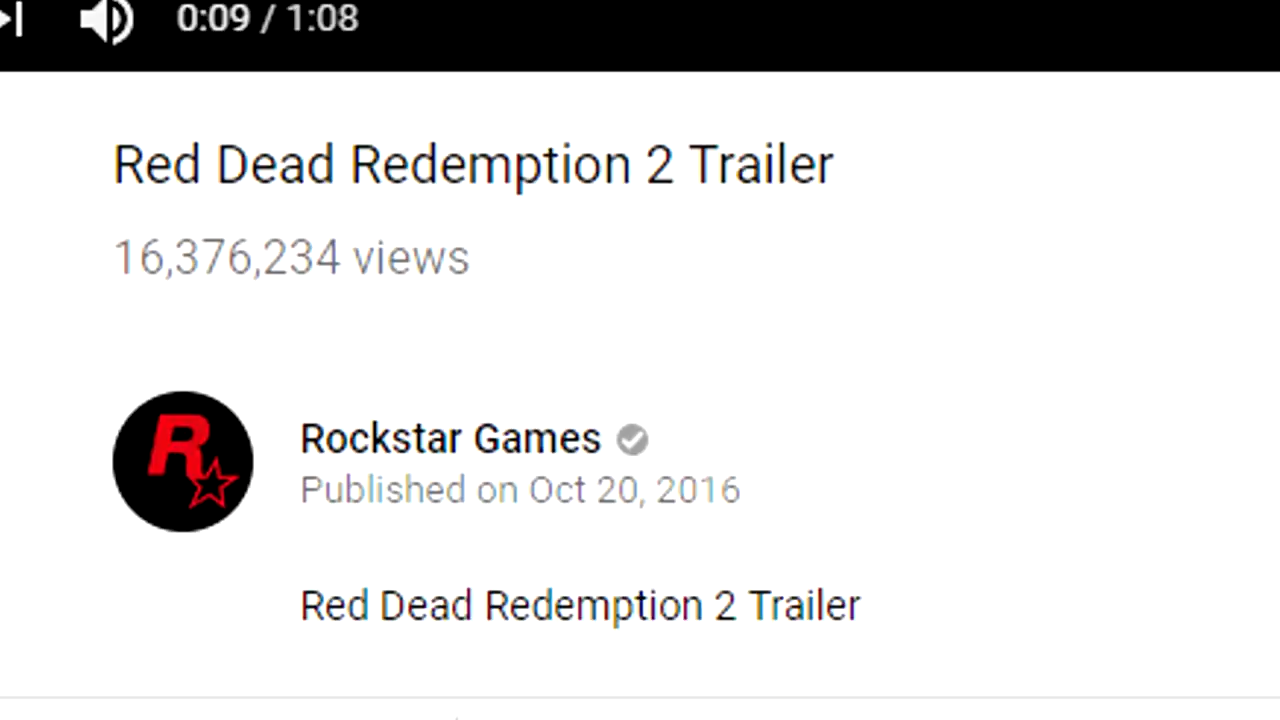 0:09 / 1:08
Red Dead Redemption 2 Trailer
16,376,234 views
R
Rockstar Games
Published on Oct 20, 2016
Red Dead Redemption 2 Trailer